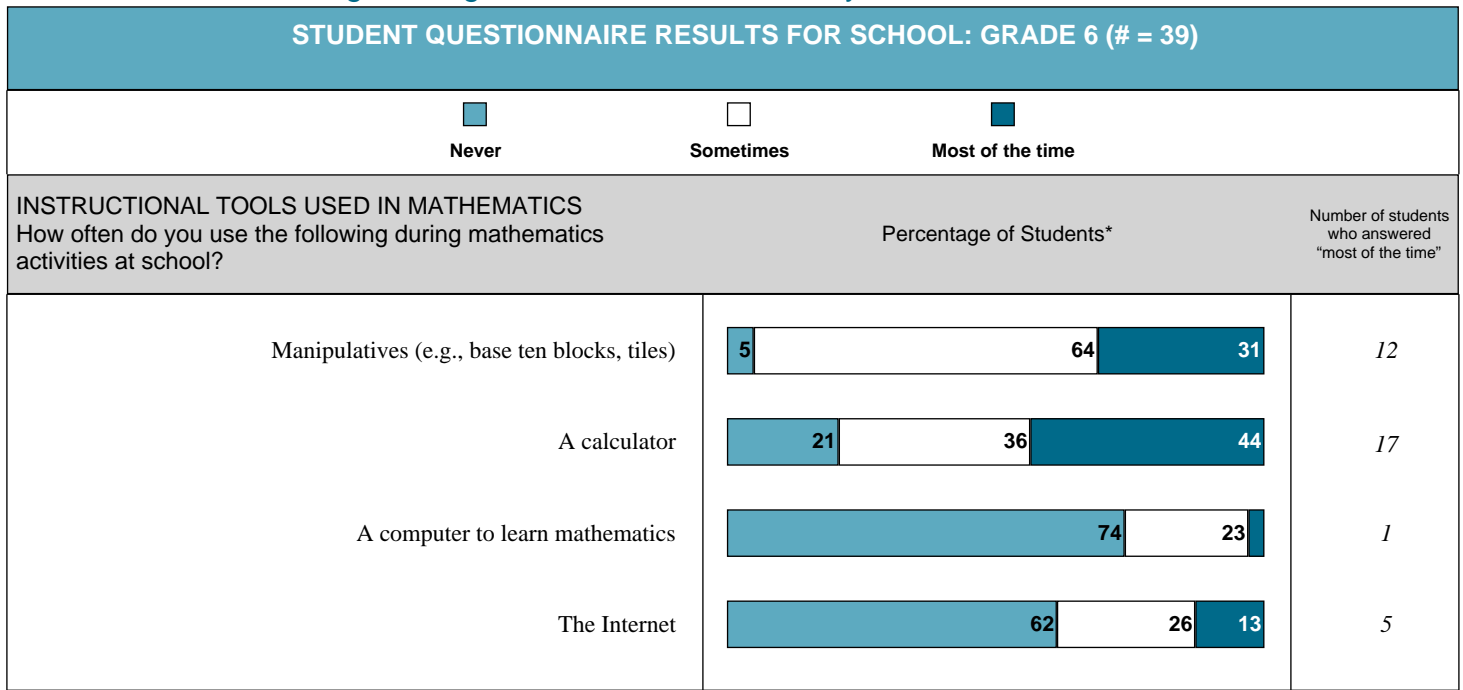 STUDENT QUESTIONNAIRE RESULTS FOR SCHOOL: GRADE 6 (# = 39)
Never Sometimes Most of the time
INSTRUCTIONAL TOOLS USED IN MATHEMATICS
How often do you use the following during mathematics
activities at school?
Percentage of Students*
Number of students
who answered
“most of the time”
Manipulatives (e.g., base ten blocks, tiles) 5 64 31 12
A calculator 21 36 44 17
A computer to learn mathematics 74 23 1
The Internet 62 26 13 5